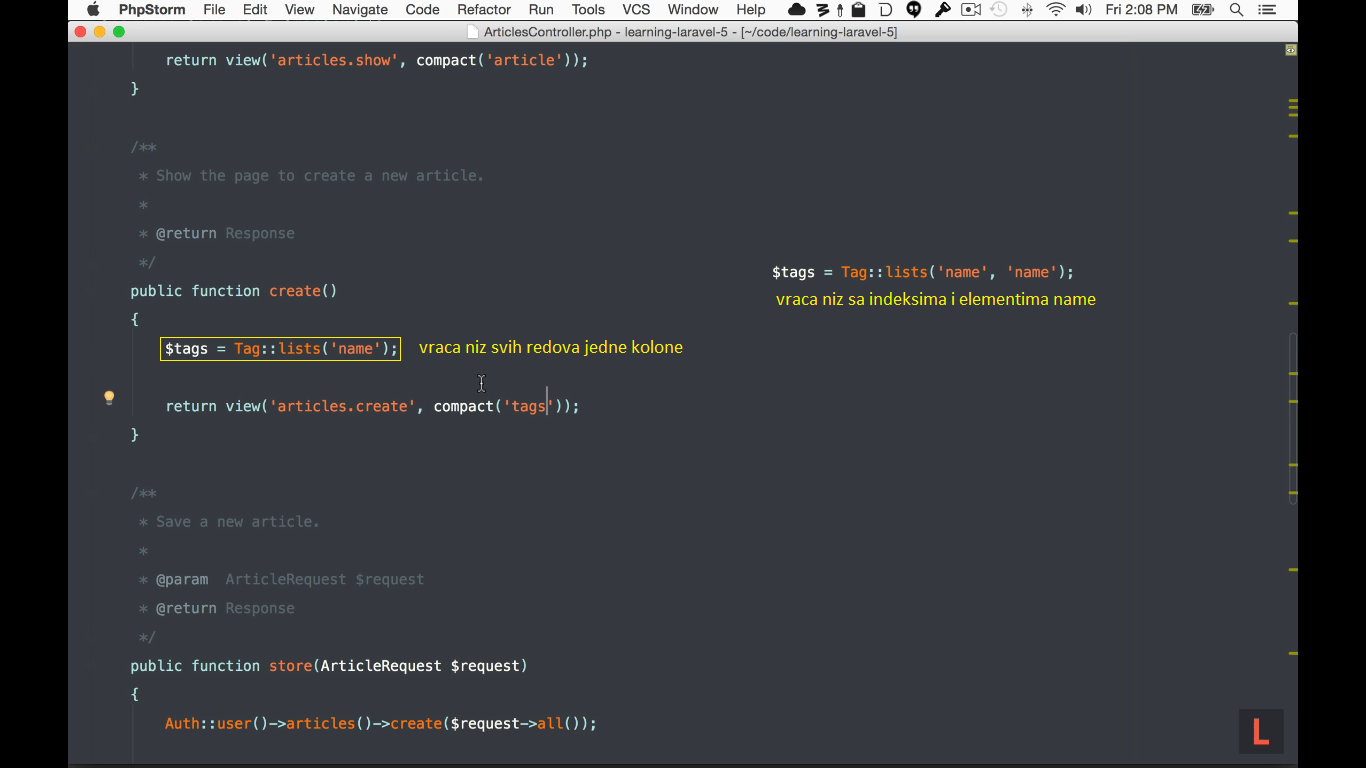 PhpStorm File Edit View Navigate Code Refactor Run Tools VCS Window Help Fri 2:08 PM
ArticlesController.php - learning-laravel-5 - [~/code/learning-laravel-5]
return view('articles.show', compact('article'));
}
/**
* Show the page to create a new article.
*
* @return Response
*/
$tags = Tag::lists('name', 'name');
public function create()
vraca niz sa indeksima i elementima name
{
$tags = Tag::lists('name'); vraca niz svih redova jedne kolone
return view('articles.create', compact('tags'));
}
/**
* Save a new article.
*
* @param ArticleRequest $request
* @return Response
*/
public function store(ArticleRequest $request)
{
Auth::user()->articles()->create($request->all());
L